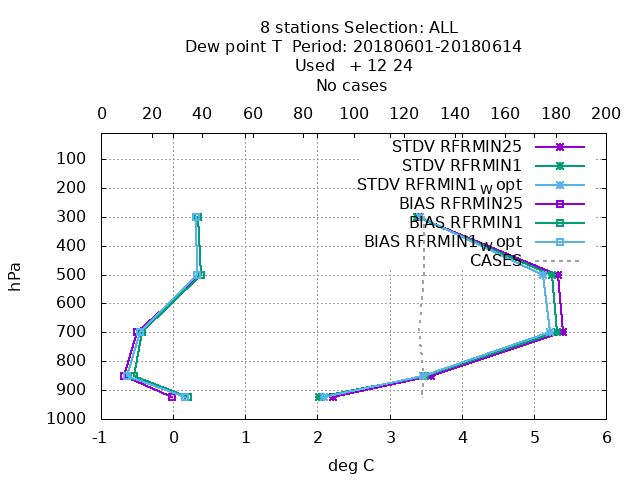 8 stations Selection: ALL
Dew point T  Period: 20180601-20180614
Used  + 12 24
No cases
0 20 40 60 80 100 120 140 160 180 200
STDV RFRMIN25
STDV RFRMIN1
STDV RFRMIN1_w opt
BIAS RFRMIN25
BIAS RFRMIN1
BIAS RFRMIN1_w opt
CASES
100
200
300
400
500
600
700
800
900
1000
hPa
-1 0 1 2 3 4 5 6
deg C